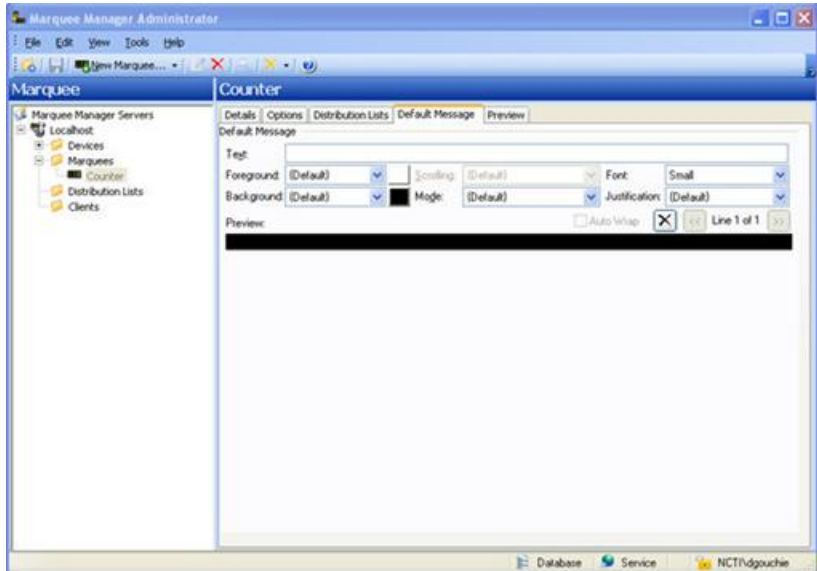 Marquee Manager Administrator
File Edit View Tools Help
New Marquee...
Marquee
Counter
Marquee Manager Servers
Localhost
Devices
Marquees
Counter
Distribution Lists
Clients
Details Options Distribution Lists Default Message Preview
Default Message
Text:
Foreground: (Default) Scrolling: (Default) Font: Small
Background: (Default) Mode: (Default) Justification: (Default)
Preview: Auto Wrap << Line 1 of 1 >>
Database Service NCTI\dgouchie